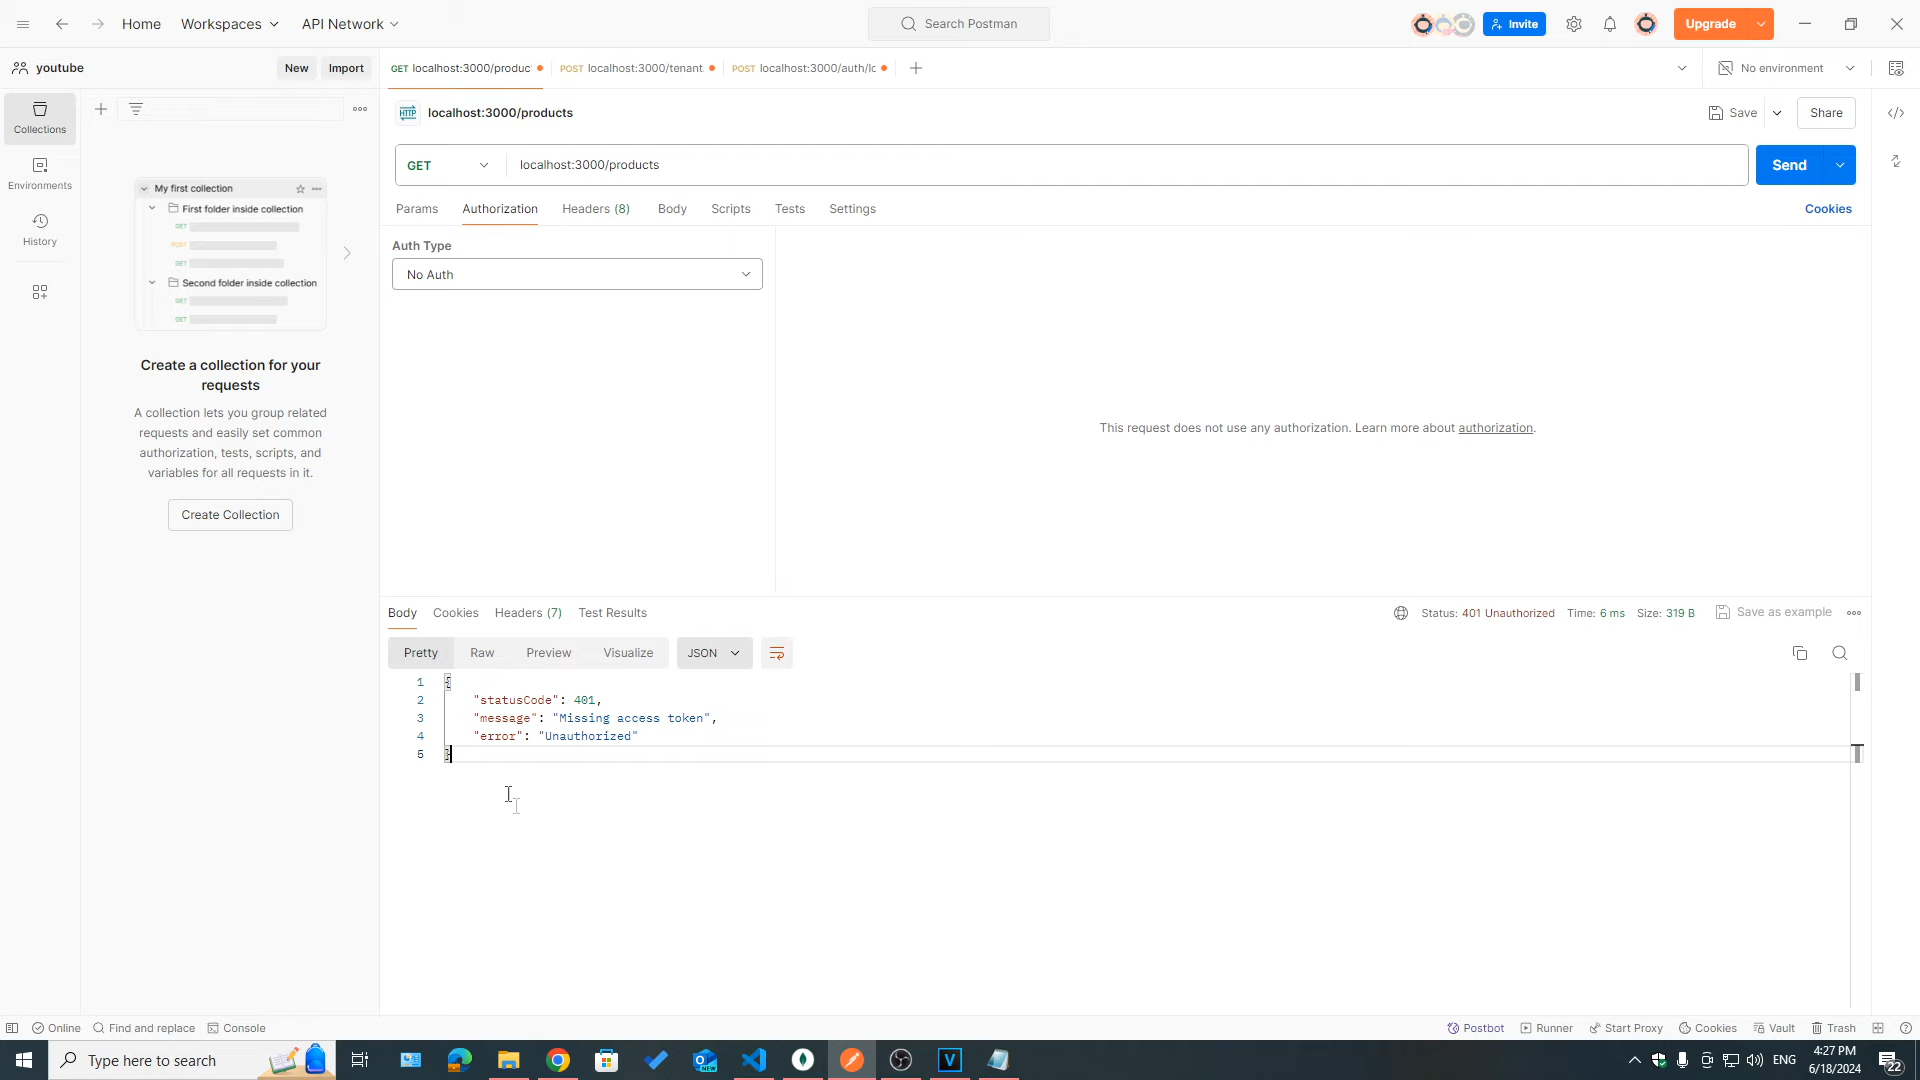 Home
Workspaces
API Network
Search Postman
Invite
Upgrade
youtube
New
Import
GET localhost:3000/produc
POST localhost:3000/tenant
POST localhost:3000/auth/lc
No environment
Collections
Environments
History
My first collection
First folder inside collection
GET
POST
GET
Second folder inside collection
GET
GET
Create a collection for your
requests
A collection lets you group related
requests and easily set common
authorization, tests, scripts, and
variables for all requests in it.
Create Collection
HTTP localhost:3000/products
Save
Share
GET
localhost:3000/products
Send
Params
Authorization
Headers (8)
Body
Scripts
Tests
Settings
Cookies
Auth Type
No Auth
This request does not use any authorization. Learn more about authorization.
Body
Cookies
Headers (7)
Test Results
Status: 401 Unauthorized
Time: 6 ms
Size: 319 B
Save as example
Pretty
Raw
Preview
Visualize
JSON
1 {
2 "statusCode": 401,
3 "message": "Missing access token",
4 "error": "Unauthorized"
5 }
Online
Find and replace
Console
Postbot
Runner
Start Proxy
Cookies
Vault
Trash
Type here to search
NEW
V
ENG
4:27 PM
6/18/2024
22